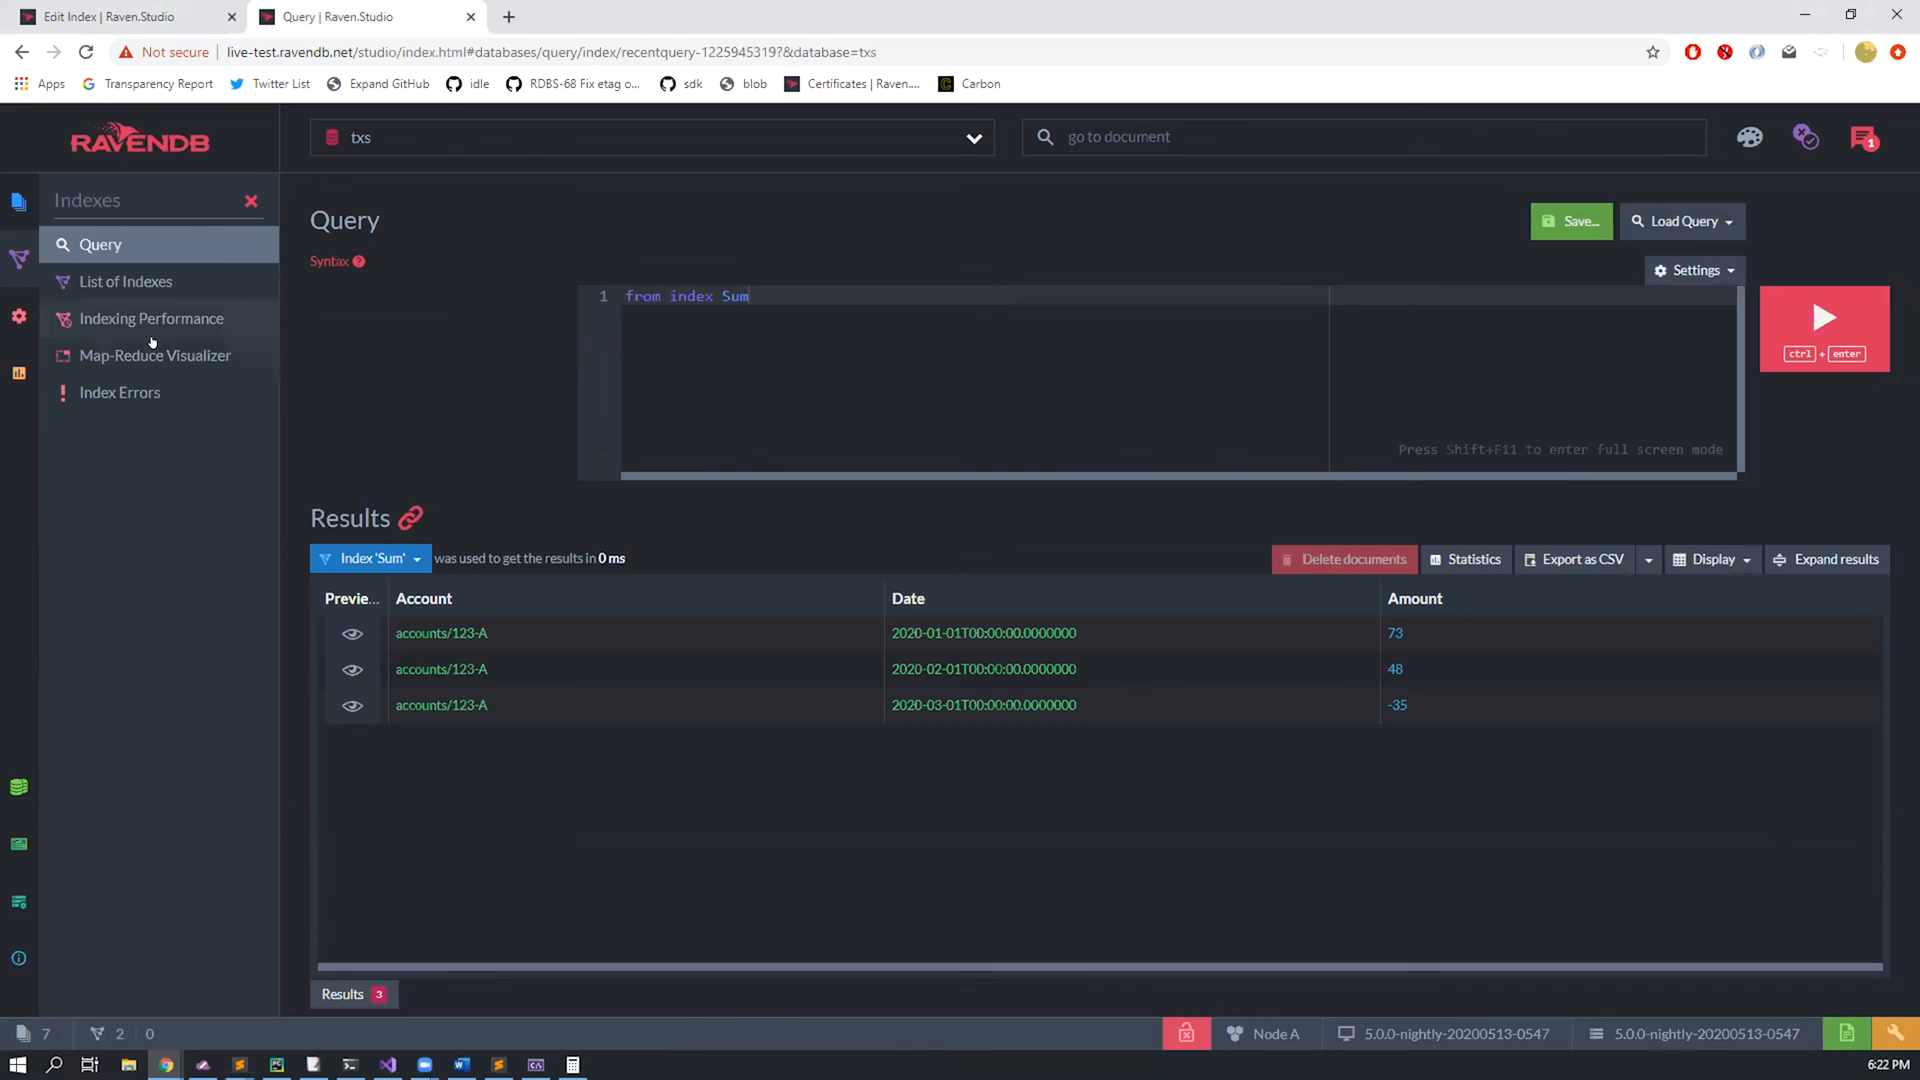 Edit Index | Raven.Studio
Query | Raven.Studio
Not secure
live-test.ravendb.net/studio/index.html#databases/query/index/recentquery-1225945319?&database=txs
Apps
Transparency Report
Twitter List
Expand GitHub
idle
RDBS-68 Fix etag o...
sdk
blob
Certificates | Raven....
Carbon
RAVENDB
txs
go to document
1
Indexes
Query
List of Indexes
Indexing Performance
Map-Reduce Visualizer
Index Errors
Query
Save...
Load Query
Syntax ?
Settings
1 from index Sum
ctrl + enter
Press Shift+F11 to enter full screen mode
Results
Index 'Sum'
was used to get the results in 0 ms
Delete documents
Statistics
Export as CSV
Display
Expand results
Previe... Account Date Amount
accounts/123-A 2020-01-01T00:00:00.0000000 73
accounts/123-A 2020-02-01T00:00:00.0000000 48
accounts/123-A 2020-03-01T00:00:00.0000000 -35
Results 3
7
2
0
Node A
5.0.0-nightly-20200513-0547
5.0.0-nightly-20200513-0547
6:22 PM